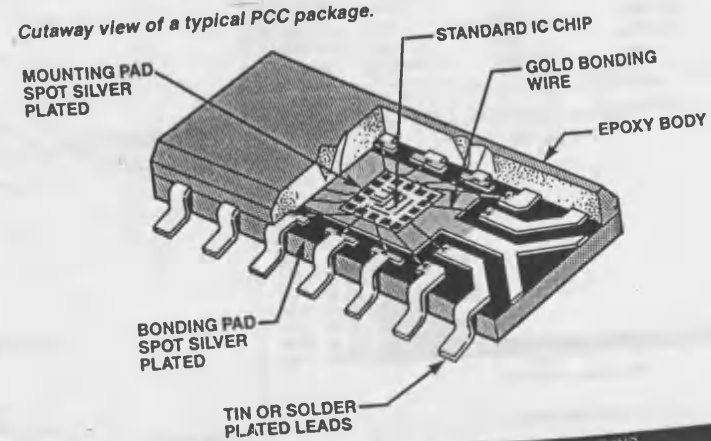 Cutaway view of a typical PCC package.
STANDARD IC CHIP
MOUNTING PAD
SPOT SILVER
PLATED
GOLD BONDING
WIRE
EPOXY BODY
BONDING PAD
SPOT SILVER
PLATED
TIN OR SOLDER
PLATED LEADS